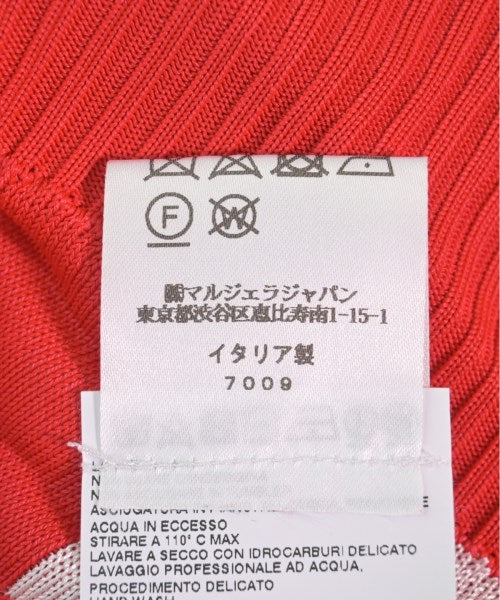 F
W
㈱マルジェラジャパン
東京都渋谷区恵比寿南1-15-1
イタリア製
7009
ACQUA IN ECCESSO
STIRARE A 110° C MAX
LAVARE A SECCO CON IDROCARBURI DELICATO
LAVAGGIO PROFESSIONALE AD ACQUA,
PROCEDIMENTO DELICATO
HAND WASH